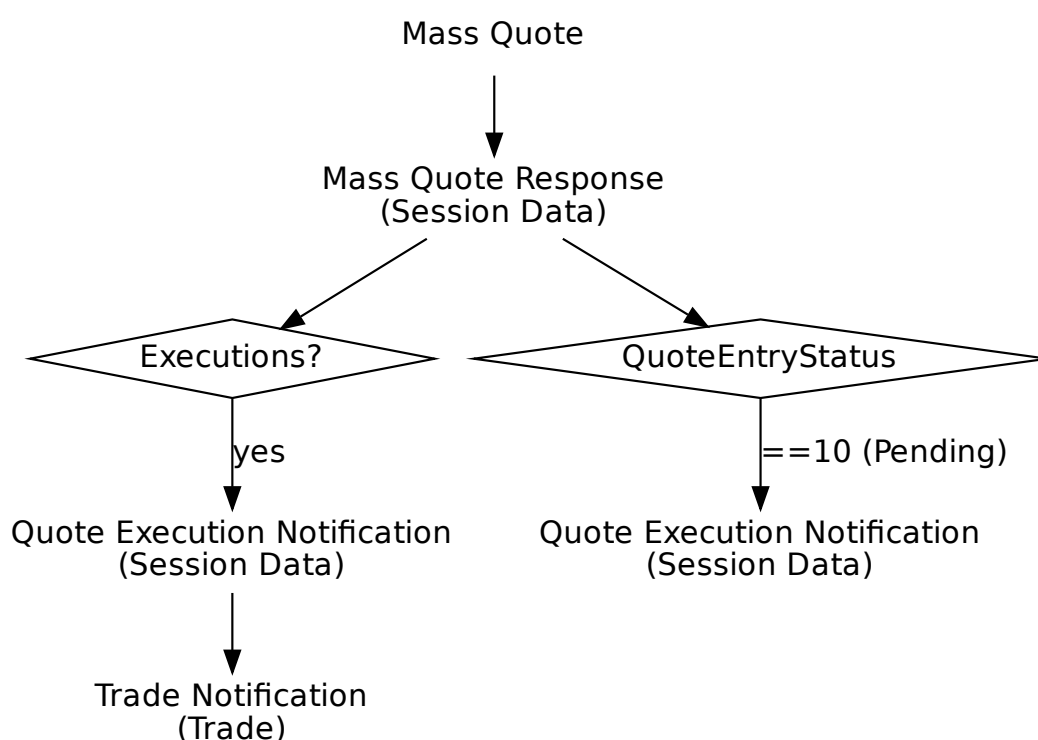 Mass Quote
Mass Quote Response
(Session Data)
Executions?
QuoteEntryStatus
yes
==10 (Pending)
Quote Execution Notification
(Session Data)
Quote Execution Notification
(Session Data)
Trade Notification
(Trade)